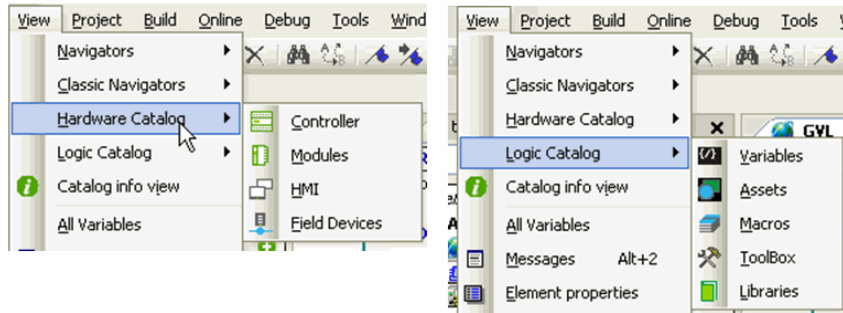 View Project Build Online Debug Tools Wind
Navigators
Classic Navigators
Hardware Catalog
Logic Catalog
Catalog info view
All Variables
Controller
Modules
HMI
Field Devices
View Project Build Online Debug Tools
Navigators
Classic Navigators
Hardware Catalog
Logic Catalog
Catalog info view
All Variables
Messages Alt+2
Element properties
GVL
Variables
Assets
Macros
ToolBox
Libraries